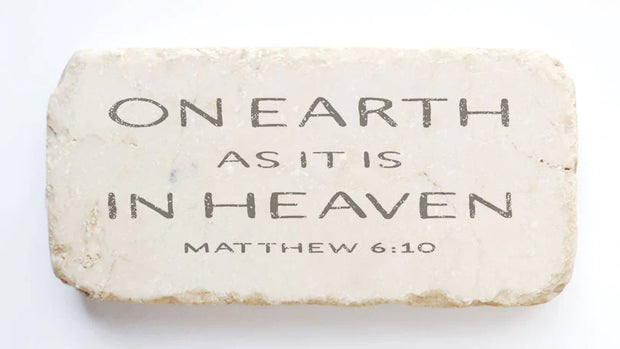 ON EARTH
AS IT IS
IN HEAVEN
MATTHEW 6:10